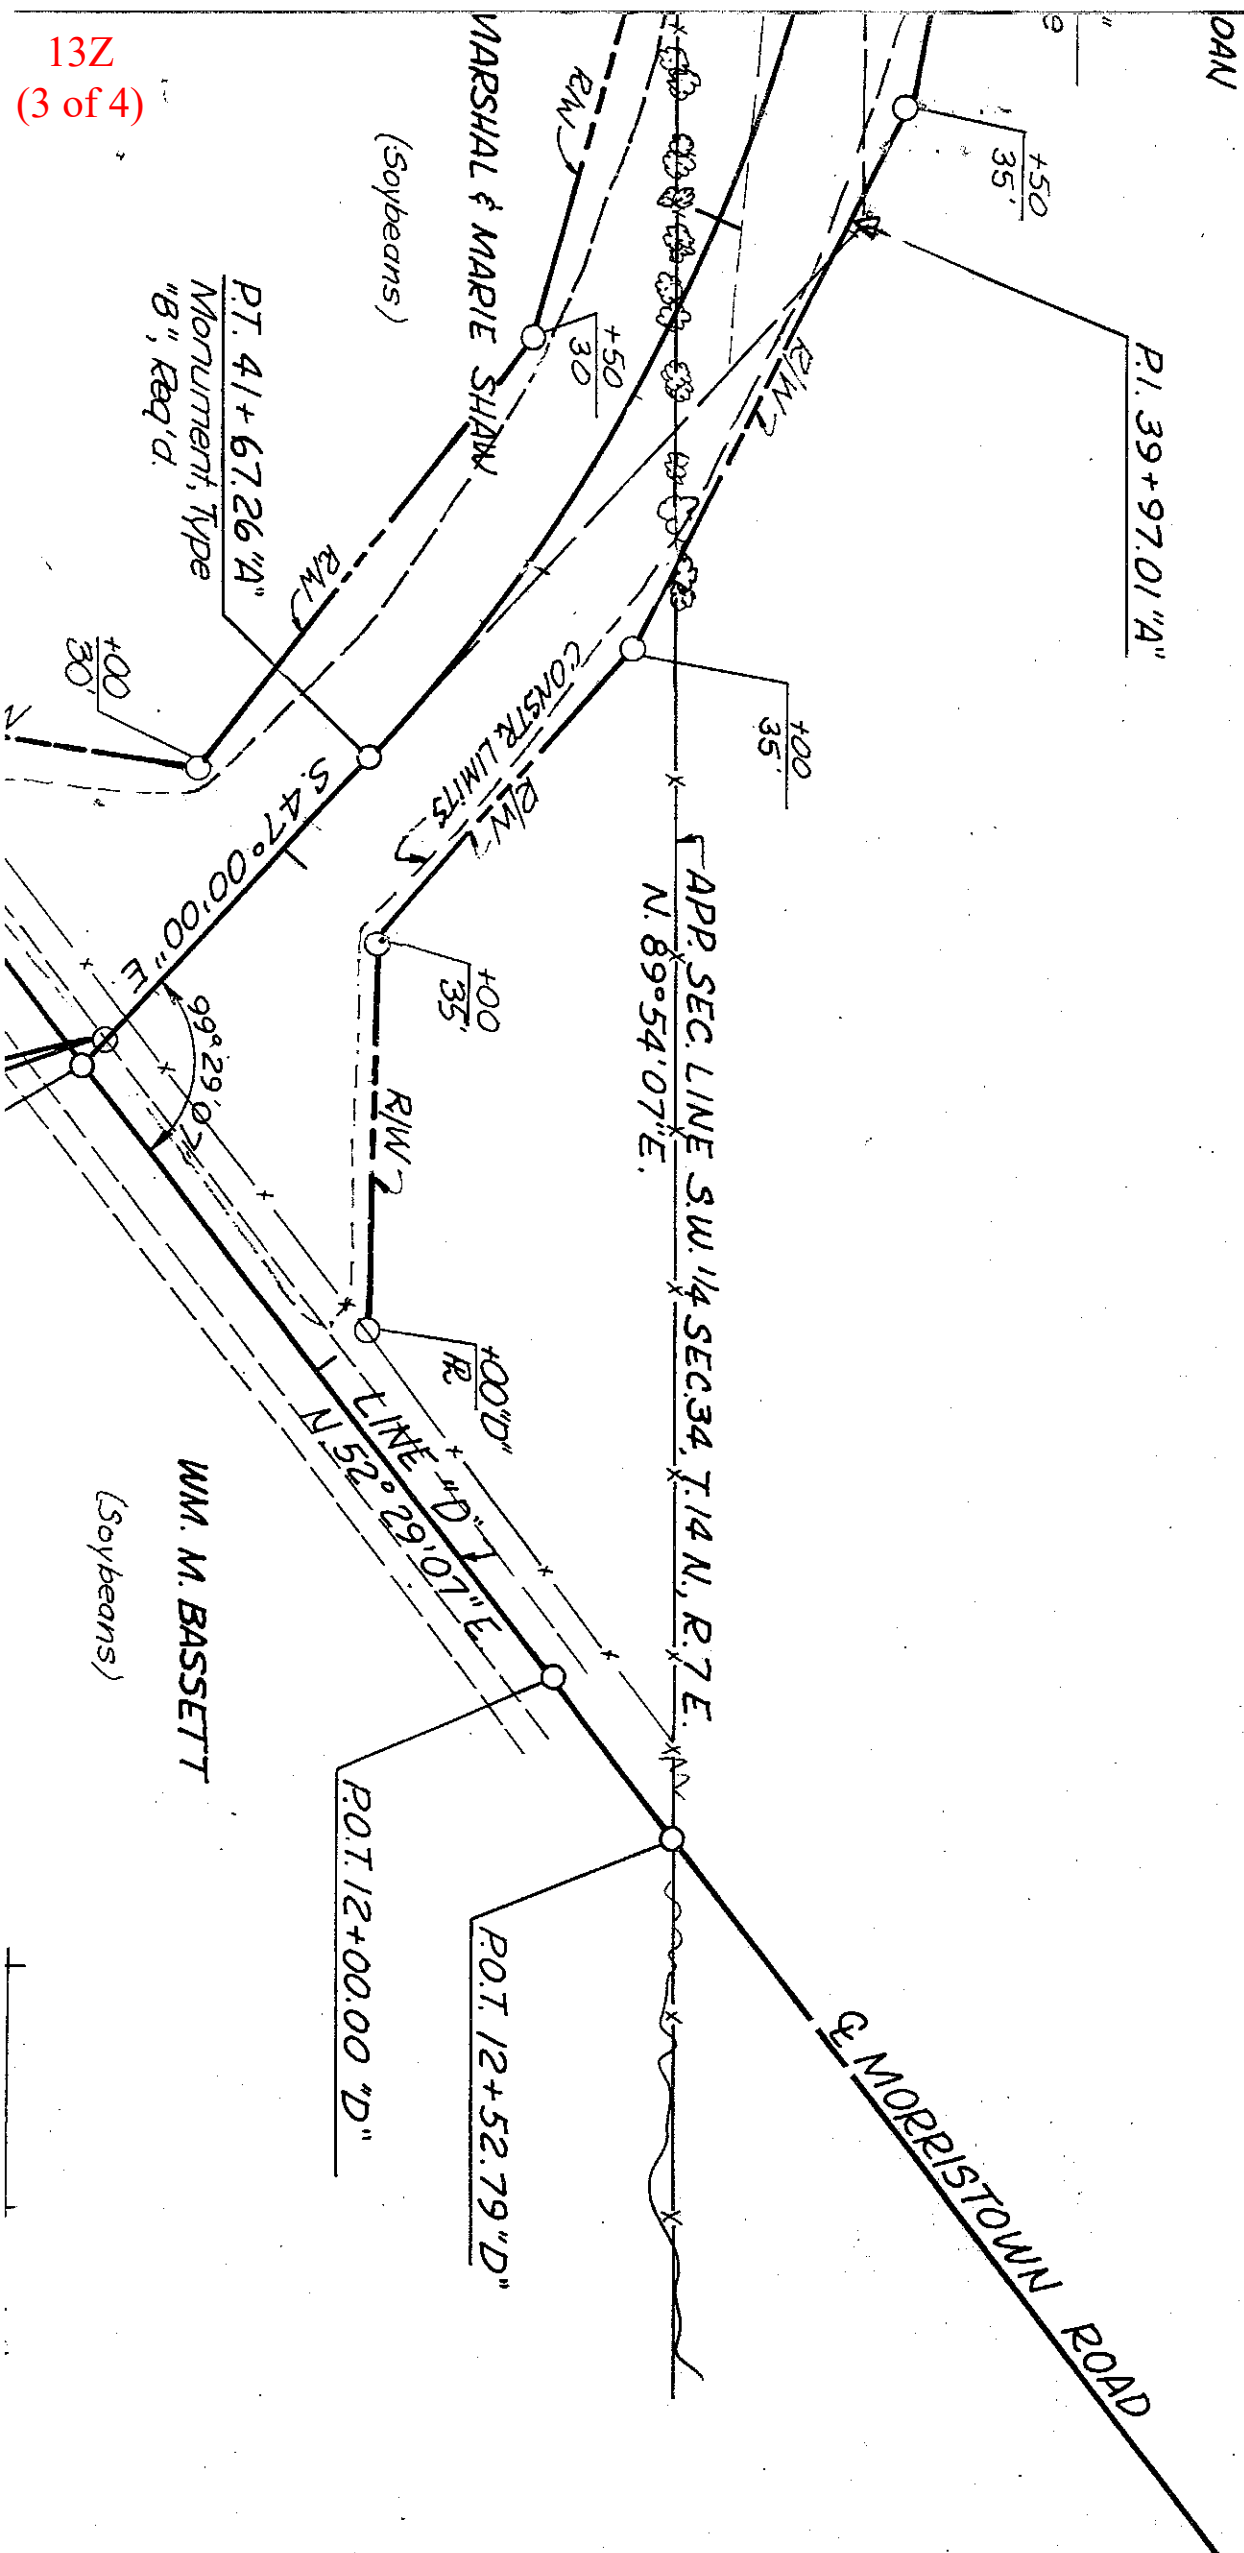 13Z
(3 of 4)
OAN
"
e
+50
35'
P.I. 39+97.01 "A"
R/W
MARSHAL & MARIE SHAW
(Soybeans)
+50
30
R/W
P.T. 41+67.26 "A"
Monument, Type
"B", Req'd.
R/W
+00
30'
+00
35'
CONSTR. LIMITS
R/W
APP. SEC. LINE S.W. 1/4 SEC. 34, T. 14 N., R. 7 E.
N. 89°54'07" E.
S. 47°00'00" E
99°29'07
+00
35'
R/W
+00 "D"
LINE "D"
N. 52°29'07" E.
WM. M. BASSETT
(Soybeans)
P.O.T. 12+00.00 "D"
P.O.T. 12+52.79 "D"
℄ MORRISTOWN ROAD